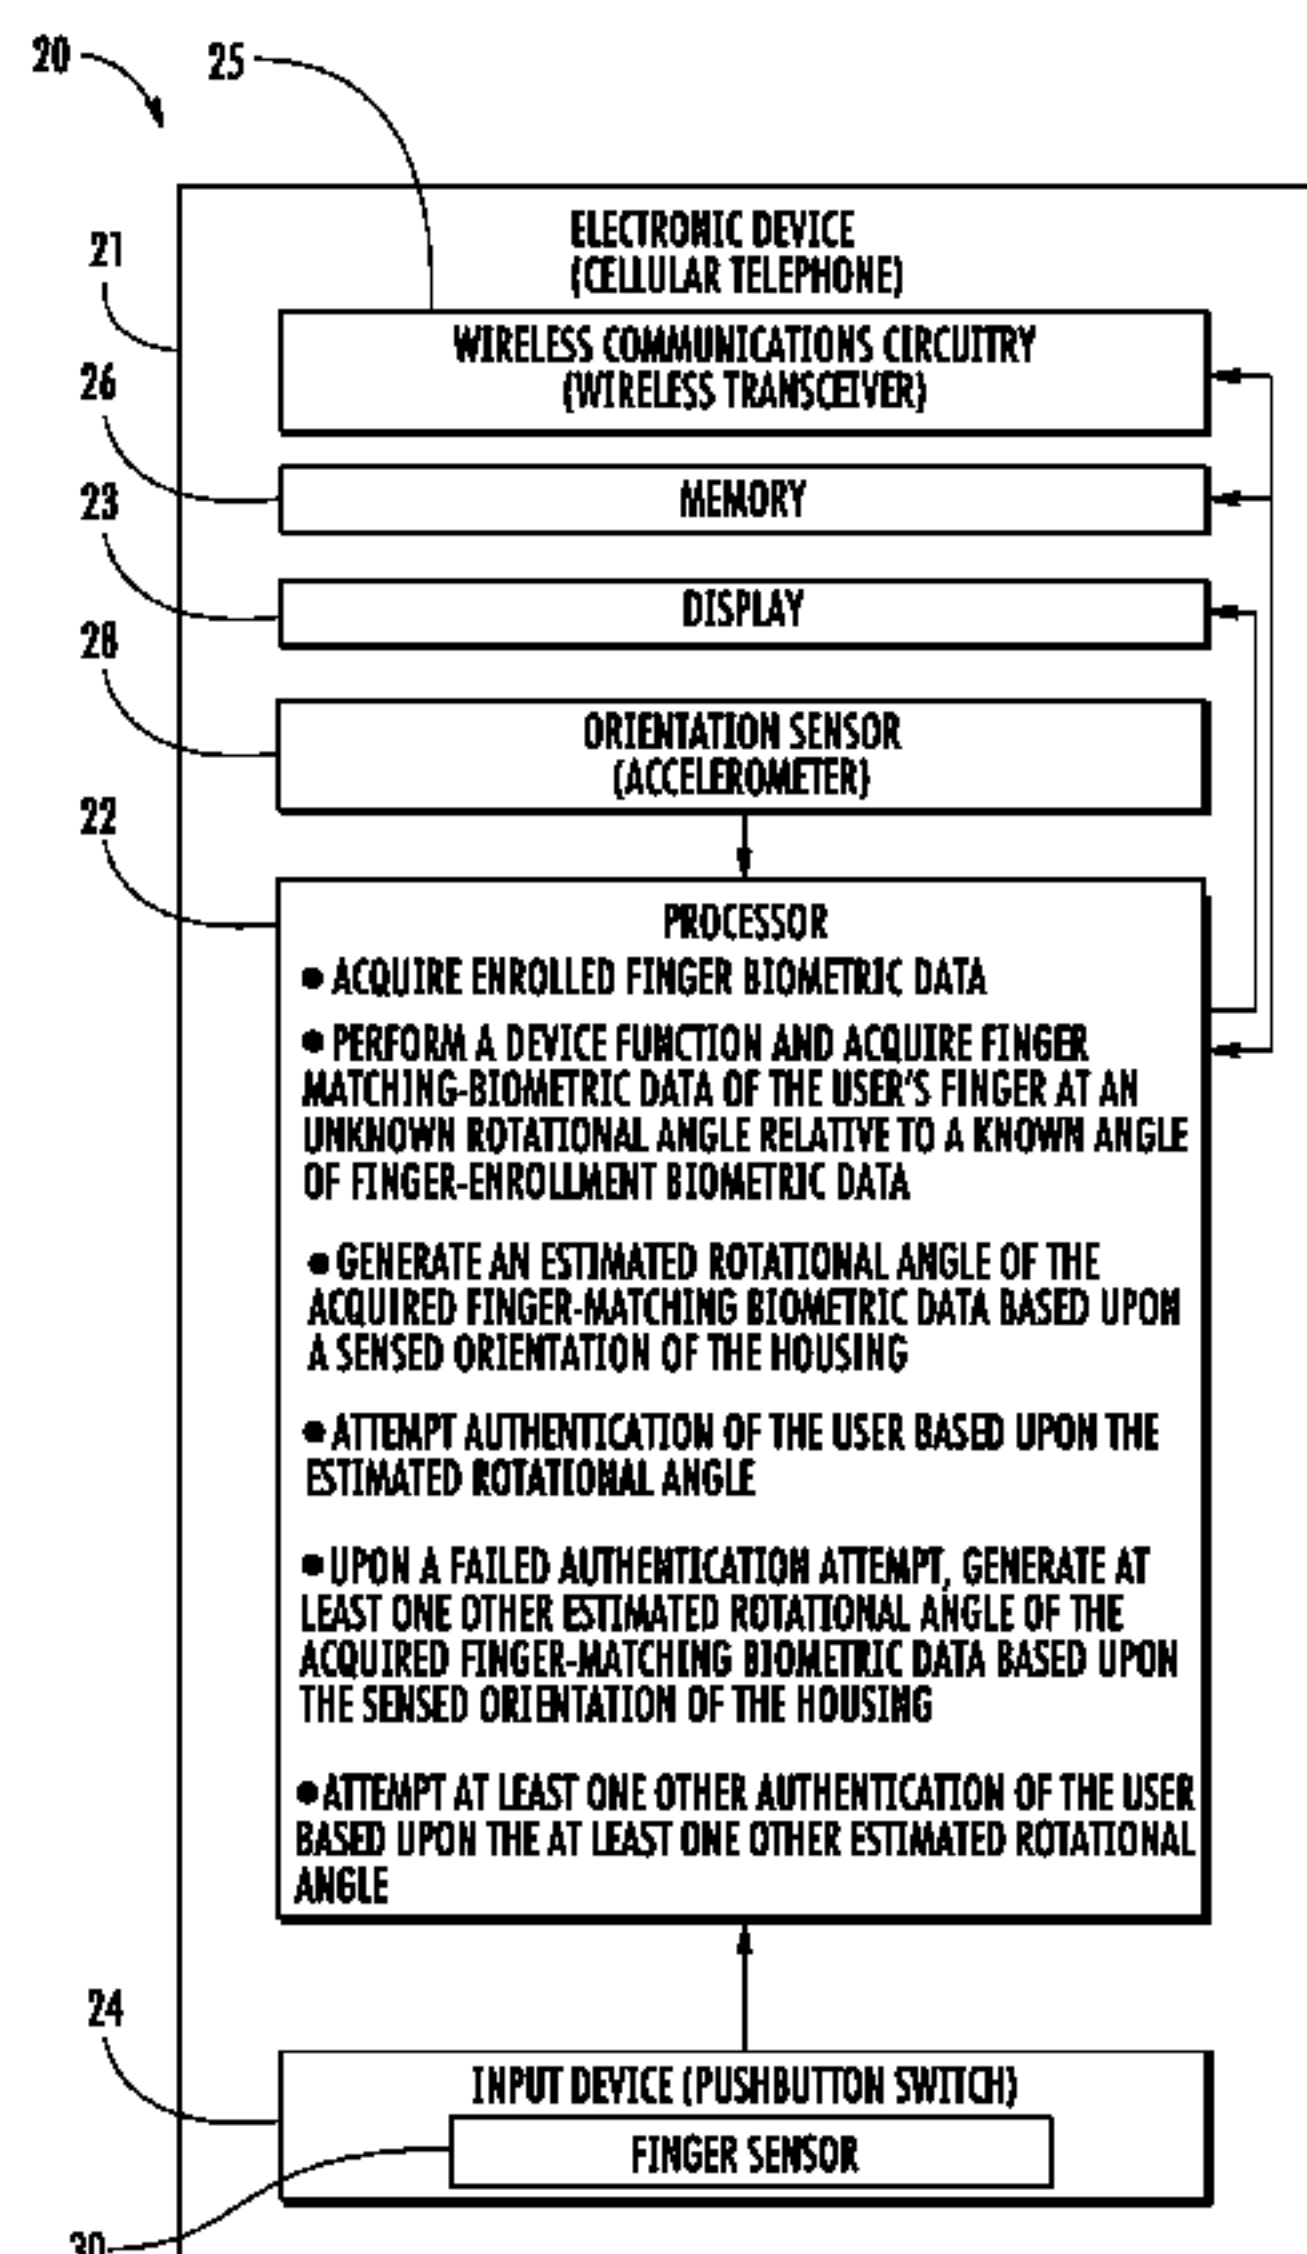 20
25
ELECTRONIC DEVICE
(CELLULAR TELEPHONE)
21
WIRELESS COMMUNICATIONS CIRCUITRY
(WIRELESS TRANSCEIVER)
26
MEMORY
23
DISPLAY
28
ORIENTATION SENSOR
(ACCELEROMETER)
22
PROCESSOR
● ACQUIRE ENROLLED FINGER BIOMETRIC DATA
● PERFORM A DEVICE FUNCTION AND ACQUIRE FINGER
MATCHING-BIOMETRIC DATA OF THE USER'S FINGER AT AN
UNKNOWN ROTATIONAL ANGLE RELATIVE TO A KNOWN ANGLE
OF FINGER-ENROLLMENT BIOMETRIC DATA
● GENERATE AN ESTIMATED ROTATIONAL ANGLE OF THE
ACQUIRED FINGER-MATCHING BIOMETRIC DATA BASED UPON
A SENSED ORIENTATION OF THE HOUSING
● ATTEMPT AUTHENTICATION OF THE USER BASED UPON THE
ESTIMATED ROTATIONAL ANGLE
● UPON A FAILED AUTHENTICATION ATTEMPT, GENERATE AT
LEAST ONE OTHER ESTIMATED ROTATIONAL ANGLE OF THE
ACQUIRED FINGER-MATCHING BIOMETRIC DATA BASED UPON
THE SENSED ORIENTATION OF THE HOUSING
● ATTEMPT AT LEAST ONE OTHER AUTHENTICATION OF THE USER
BASED UPON THE AT LEAST ONE OTHER ESTIMATED ROTATIONAL
ANGLE
24
INPUT DEVICE (PUSHBUTTON SWITCH)
FINGER SENSOR
30